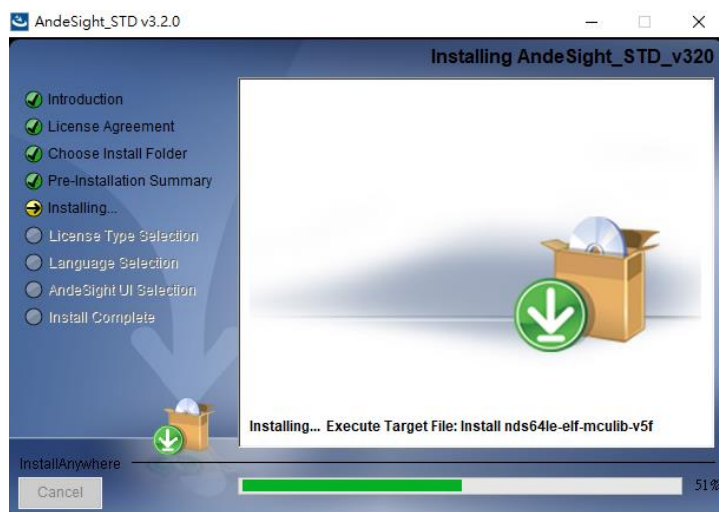 AndeSight_STD v3.2.0
Installing AndeSight_STD_v320
Introduction
License Agreement
Choose Install Folder
Pre-Installation Summary
Installing...
License Type Selection
Language Selection
AndeSight UI Selection
Install Complete
Installing... Execute Target File: Install nds64le-elf-mculib-v5f
InstallAnywhere
Cancel
51%